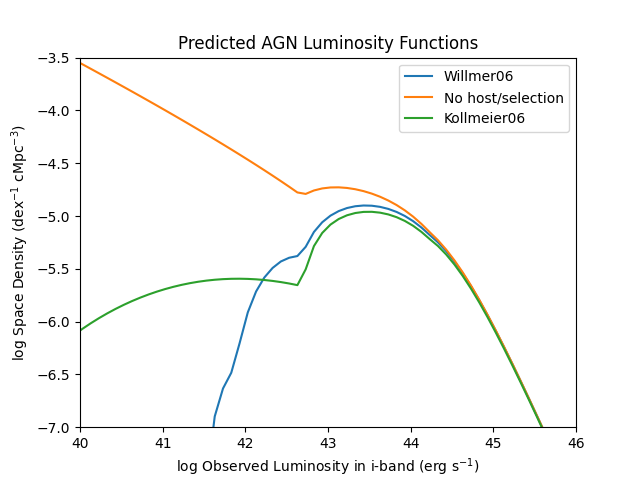 Predicted AGN Luminosity Functions
−3.5
−4.0
−4.5
−5.0
−5.5
−6.0
−6.5
−7.0
log Space Density (dex⁻¹ cMpc⁻³)
Willmer06
No host/selection
Kollmeier06
40 41 42 43 44 45 46
log Observed Luminosity in i-band (erg s⁻¹)